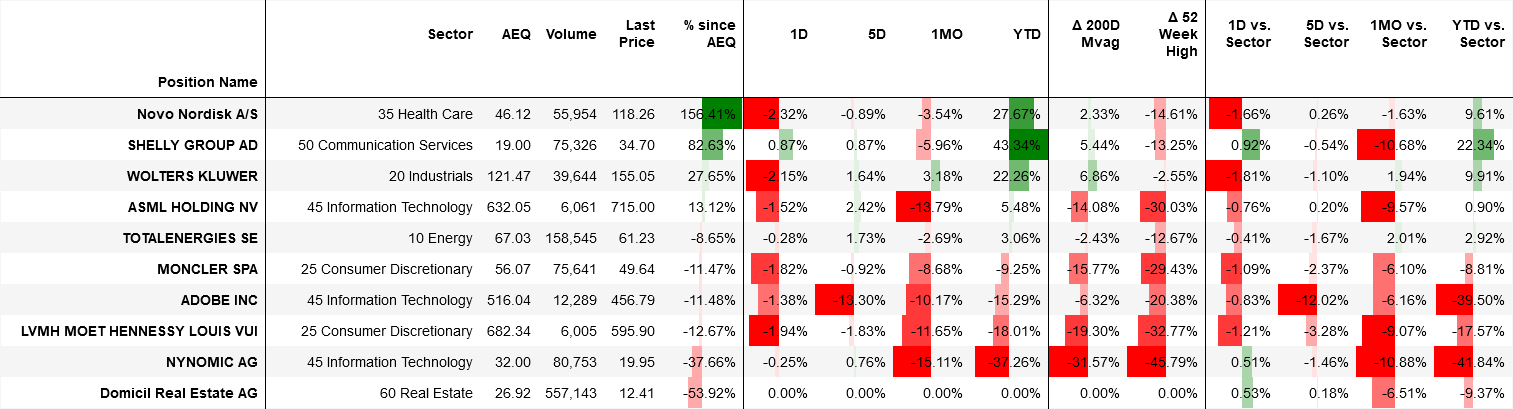 Position Name Sector AEQ Volume Last Price % since AEQ 1D 5D 1MO YTD Δ 200D Mvag Δ 52 Week High 1D vs. Sector 5D vs. Sector 1MO vs. Sector YTD vs. Sector
Novo Nordisk A/S 35 Health Care 46.12 55,954 118.26 156.41% -2.32% -0.89% -3.54% 27.67% 2.33% -14.61% -1.66% 0.26% -1.63% 9.61%
SHELLY GROUP AD 50 Communication Services 19.00 75,326 34.70 82.63% 0.87% 0.87% -5.96% 43.34% 5.44% -13.25% 0.92% -0.54% -10.68% 22.34%
WOLTERS KLUWER 20 Industrials 121.47 39,644 155.05 27.65% -2.15% 1.64% 3.18% 22.26% 6.86% -2.55% -1.81% -1.10% 1.94% 9.91%
ASML HOLDING NV 45 Information Technology 632.05 6,061 715.00 13.12% -1.52% 2.42% -13.79% 5.48% -14.08% -30.03% -0.76% 0.20% -9.57% 0.90%
TOTALENERGIES SE 10 Energy 67.03 158,545 61.23 -8.65% -0.28% 1.73% -2.69% 3.06% -2.43% -12.67% -0.41% -1.67% 2.01% 2.92%
MONCLER SPA 25 Consumer Discretionary 56.07 75,641 49.64 -11.47% -1.82% -0.92% -8.68% -9.25% -15.77% -29.43% -1.09% -2.37% -6.10% -8.81%
ADOBE INC 45 Information Technology 516.04 12,289 456.79 -11.48% -1.38% -13.30% -10.17% -15.29% -6.32% -20.38% -0.83% -12.02% -6.16% -39.50%
LVMH MOET HENNESSY LOUIS VUI 25 Consumer Discretionary 682.34 6,005 595.90 -12.67% -1.94% -1.83% -11.65% -18.01% -19.30% -32.77% -1.21% -3.28% -9.07% -17.57%
NYNOMIC AG 45 Information Technology 32.00 80,753 19.95 -37.66% -0.25% 0.76% -15.11% -37.26% -31.57% -45.79% 0.51% -1.46% -10.88% -41.84%
Domicil Real Estate AG 60 Real Estate 26.92 557,143 12.41 -53.92% 0.00% 0.00% 0.00% 0.00% 0.00% 0.00% 0.53% 0.18% -6.51% -9.37%